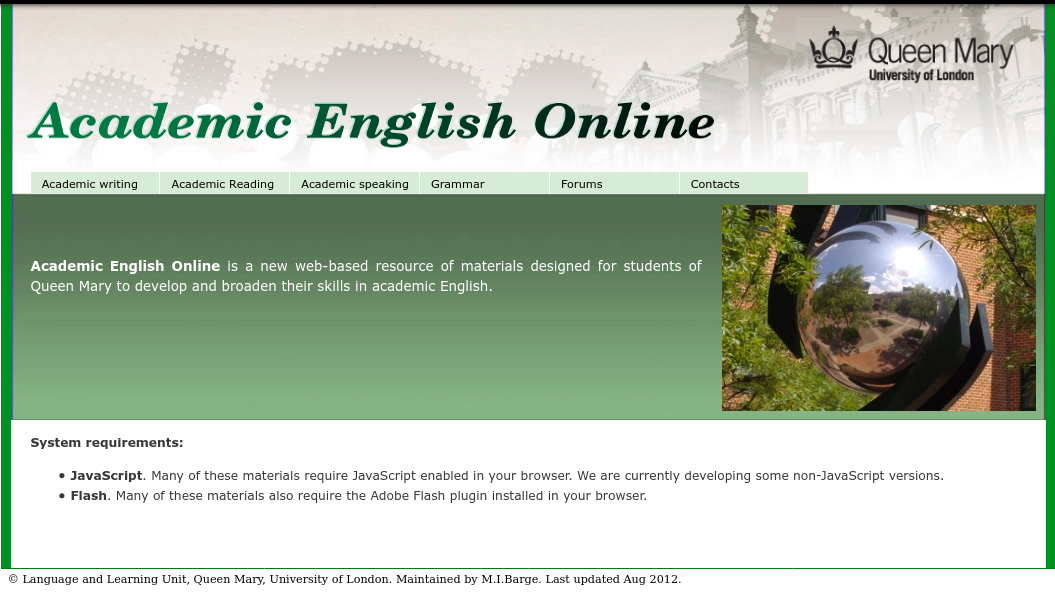 Queen Mary
University of London
Academic English Online
Academic writing
Academic Reading
Academic speaking
Grammar
Forums
Contacts
Academic English Online is a new web-based resource of materials designed for students of
Queen Mary to develop and broaden their skills in academic English.
System requirements:
• JavaScript. Many of these materials require JavaScript enabled in your browser. We are currently developing some non-JavaScript versions.
• Flash. Many of these materials also require the Adobe Flash plugin installed in your browser.
© Language and Learning Unit, Queen Mary, University of London. Maintained by M.I.Barge. Last updated Aug 2012.